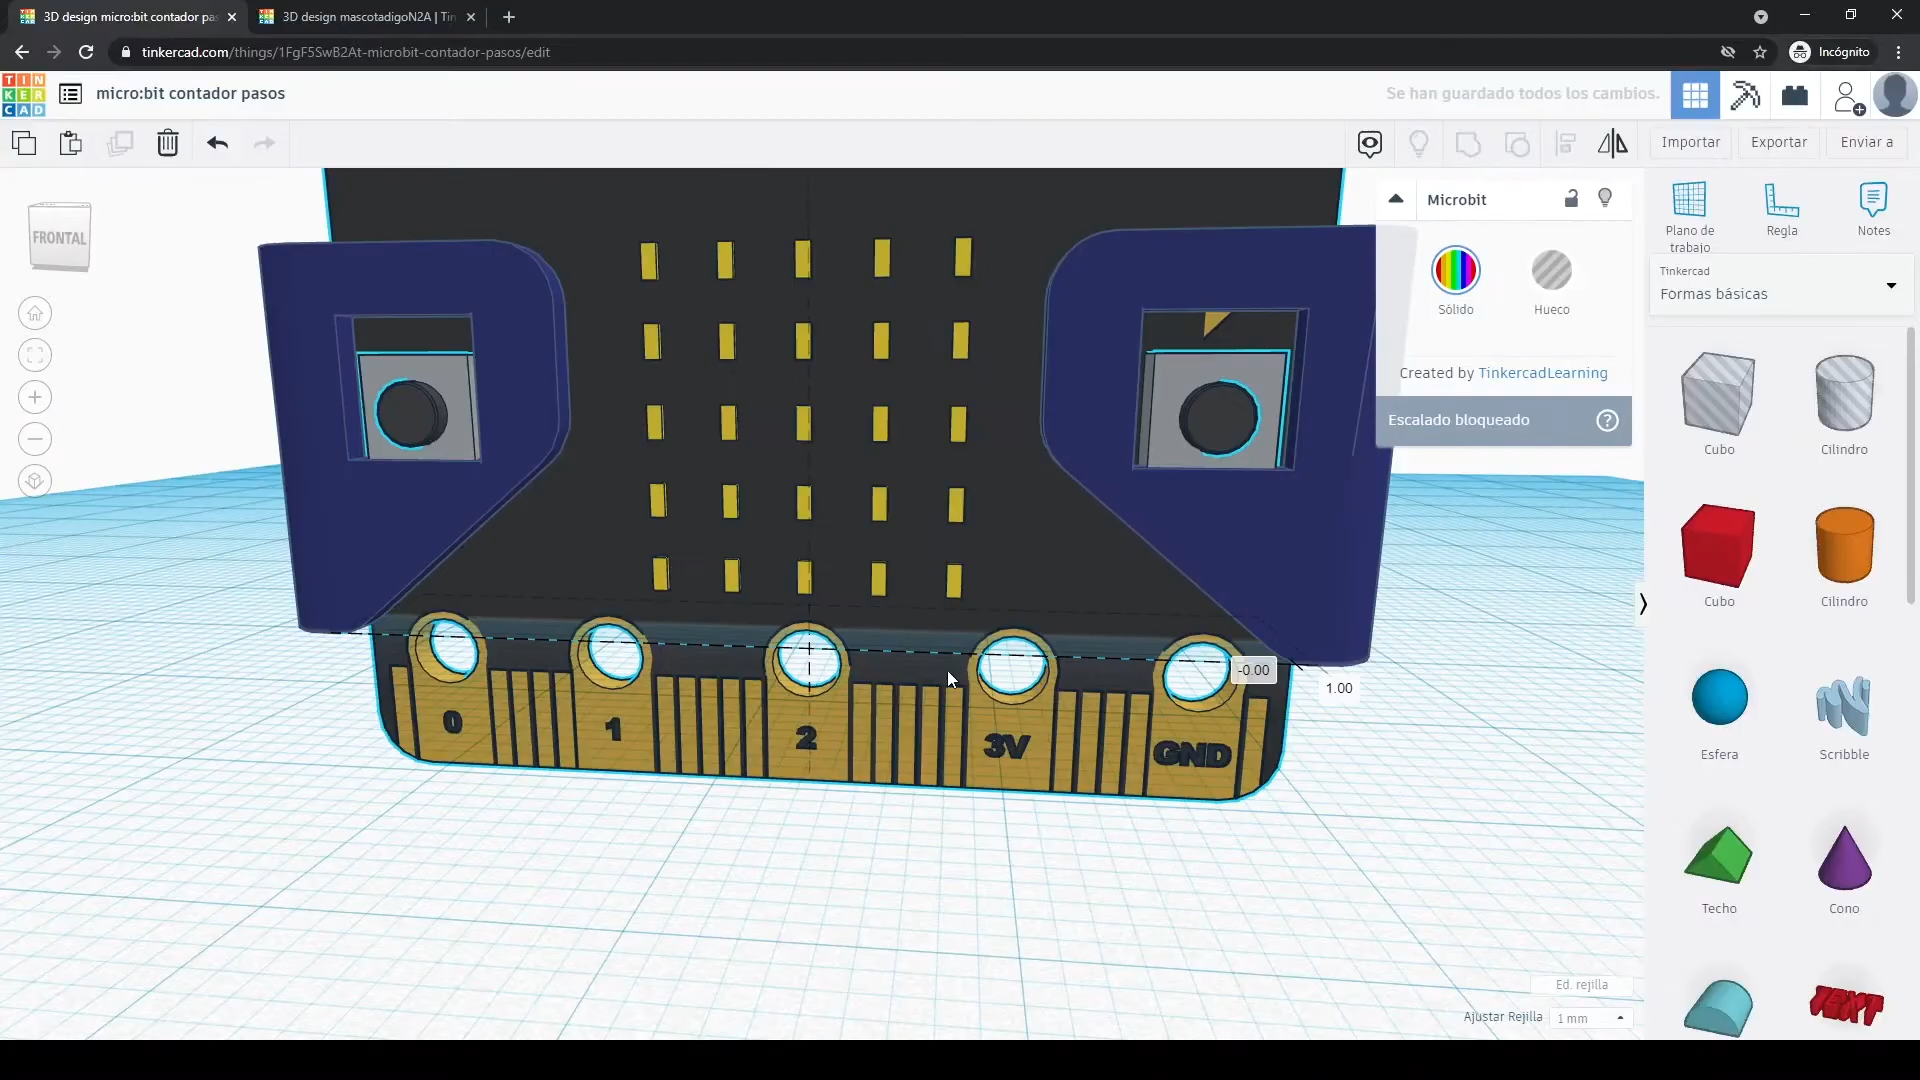 3D design micro:bit contador pas
3D design mascotadigoN2A | Tin
tinkercad.com/things/1FgF5SwB2At-microbit-contador-pasos/edit
Incógnito
TIN
KER
CAD
micro:bit contador pasos
Se han guardado todos los cambios.
Importar
Exportar
Enviar a
FRONTAL
Microbit
Sólido
Hueco
Created by TinkercadLearning
Escalado bloqueado
?
Plano de
trabajo
Regla
Notes
Tinkercad
Formas básicas
Cubo
Cilindro
Cubo
Cilindro
Esfera
Scribble
Techo
Cono
TEXT
-0.00
1.00
0
1
2
3V
GND
Ed. rejilla
Ajustar Rejilla
1 mm